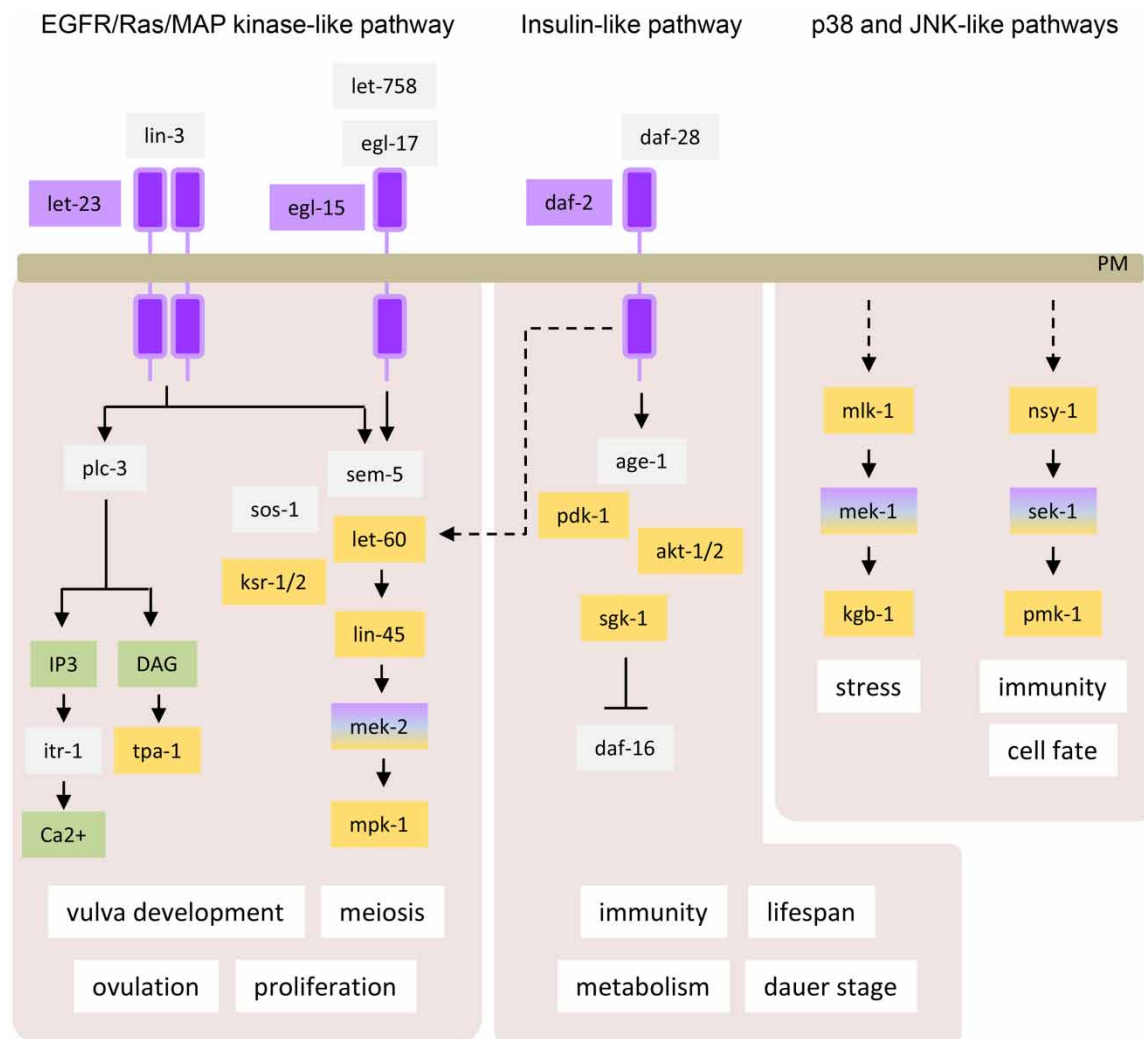 EGFR/Ras/MAP kinase-like pathway
Insulin-like pathway
p38 and JNK-like pathways
let-758
lin-3
egl-17
daf-28
let-23
egl-15
daf-2
PM
mlk-1
nsy-1
plc-3
sem-5
age-1
sos-1
pdk-1
mek-1
sek-1
let-60
akt-1/2
ksr-1/2
lin-45
sgk-1
kgb-1
pmk-1
IP3
DAG
stress
immunity
mek-2
itr-1
tpa-1
daf-16
cell fate
Ca2+
mpk-1
vulva development
meiosis
immunity
lifespan
ovulation
proliferation
metabolism
dauer stage